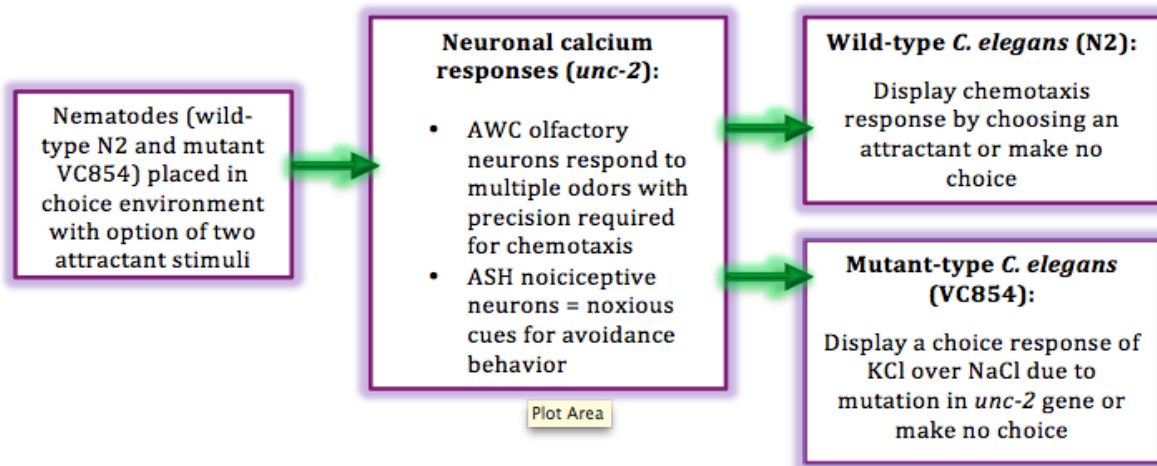 Nematodes (wild-
type N2 and mutant
VC854) placed in
choice environment
with option of two
attractant stimuli
Neuronal calcium
responses (unc-2):
• AWC olfactory
neurons respond to
multiple odors with
precision required
for chemotaxis
• ASH noiciceptive
neurons = noxious
cues for avoidance
behavior
Plot Area
Wild-type C. elegans (N2):
Display chemotaxis
response by choosing an
attractant or make no
choice
Mutant-type C. elegans
(VC854):
Display a choice response of
KCl over NaCl due to
mutation in unc-2 gene or
make no choice